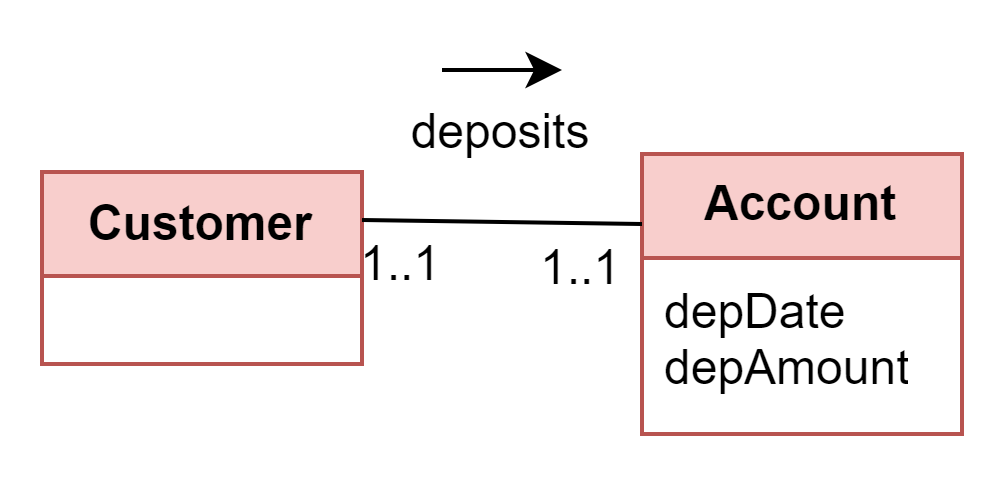 deposits
Customer
Account
1..1
1..1
depDate
depAmount